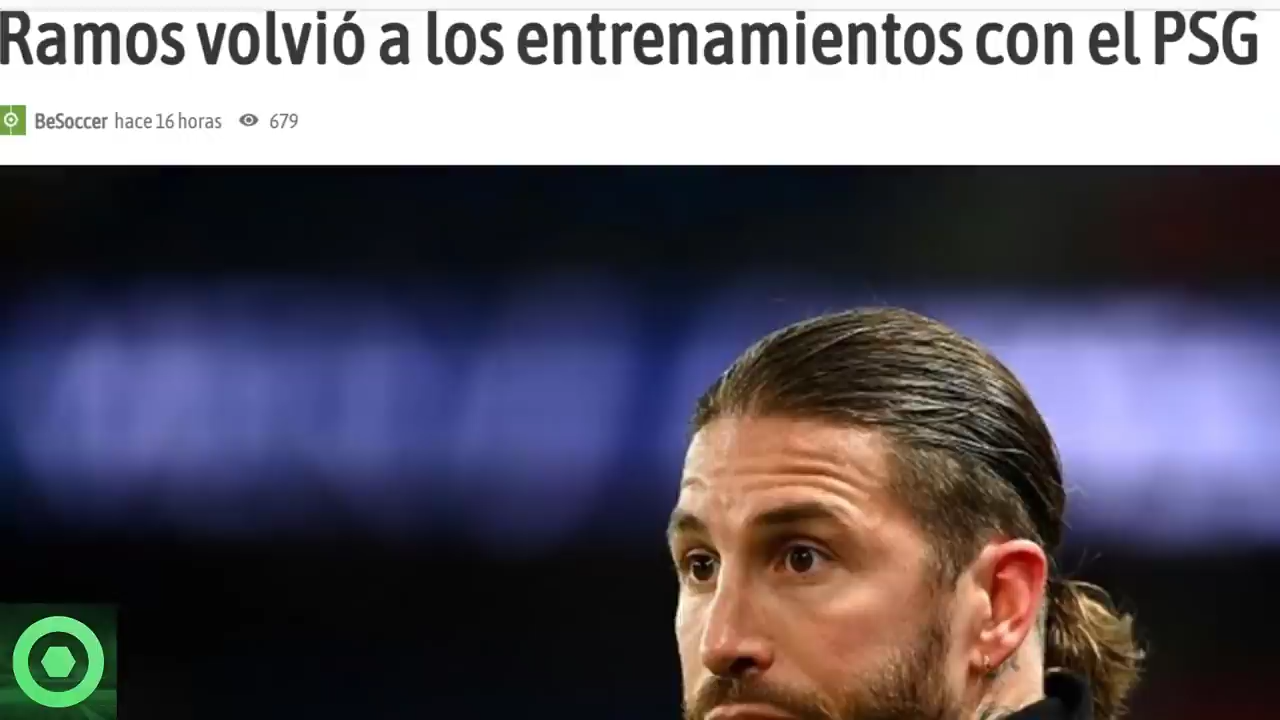 Ramos volvió a los entrenamientos con el PSG
BeSoccer hace 16 horas 679